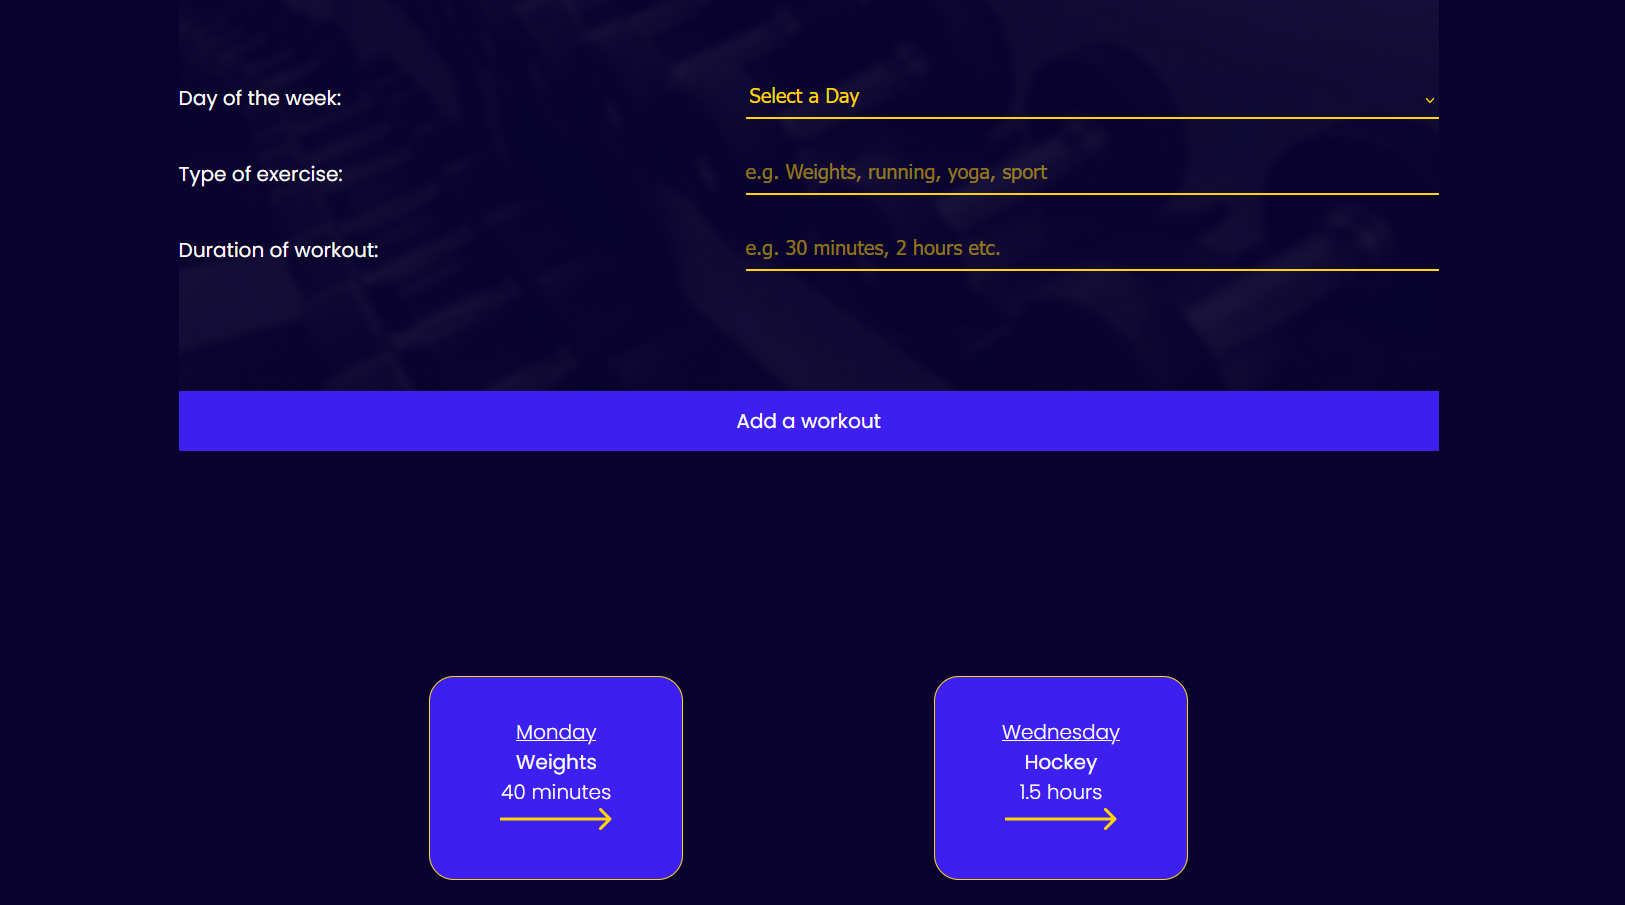 Day of the week:
Select a Day
Type of exercise:
e.g. Weights, running, yoga, sport
Duration of workout:
e.g. 30 minutes, 2 hours etc.
Add a workout
Monday
Weights
40 minutes
Wednesday
Hockey
1.5 hours